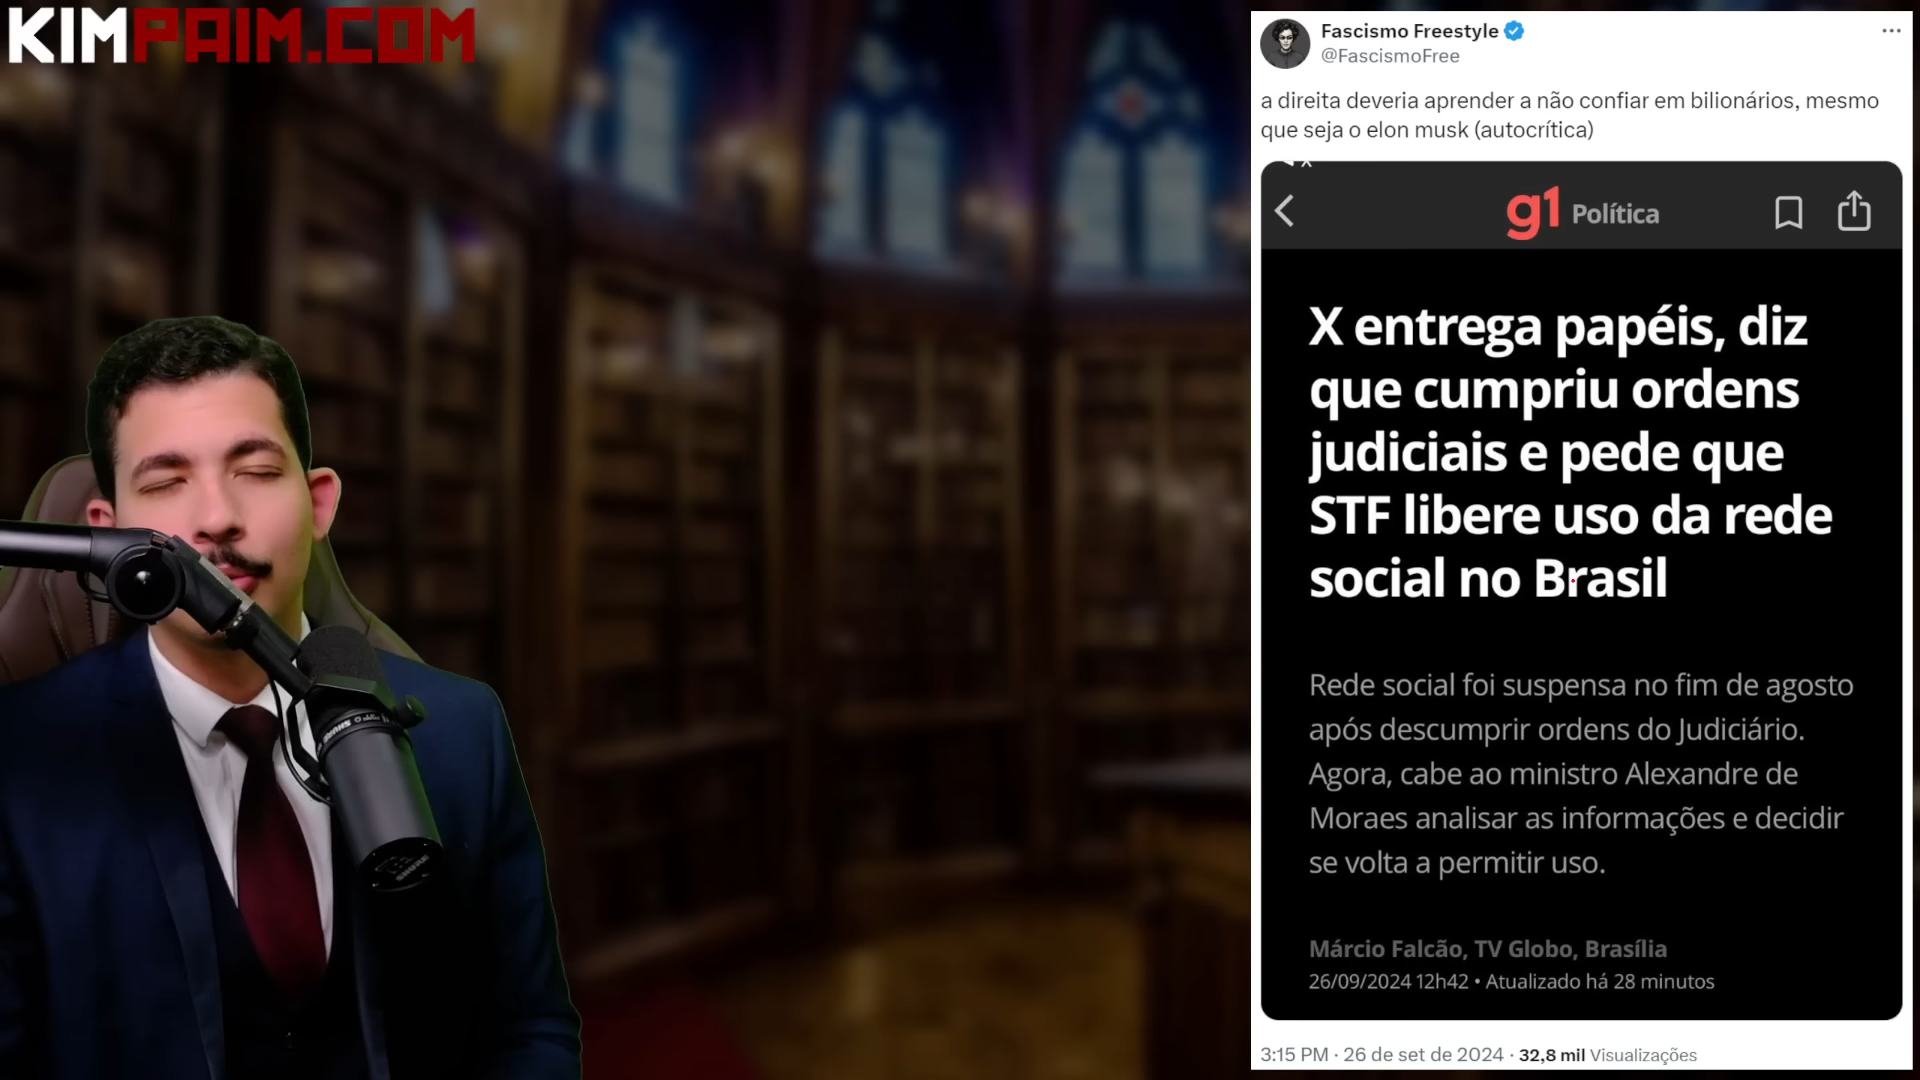 KIMPAIM.COM
Fascismo Freestyle
@FascismoFree
a direita deveria aprender a não confiar em bilionários, mesmo
que seja o elon musk (autocrítica)
g1 Política
X entrega papéis, diz
que cumpriu ordens
judiciais e pede que
STF libere uso da rede
social no Brasil
Rede social foi suspensa no fim de agosto
após descumprir ordens do Judiciário.
Agora, cabe ao ministro Alexandre de
Moraes analisar as informações e decidir
se volta a permitir uso.
Márcio Falcão, TV Globo, Brasília
26/09/2024 12h42 • Atualizado há 28 minutos
3:15 PM · 26 de set de 2024 · 32,8 mil Visualizações
SHURE
SHURE